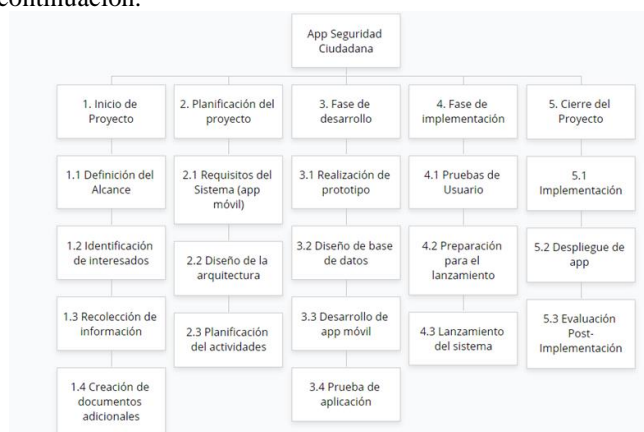 continuación:
App Seguridad
Ciudadana
1. Inicio de
Proyecto
2. Planificación del
proyecto
3. Fase de
desarrollo
4. Fase de
implementación
5. Cierre del
Proyecto
1.1 Definición del
Alcance
2.1 Requisitos del
Sistema (app
móvil)
3.1 Realización de
prototipo
4.1 Pruebas de
Usuario
5.1
Implementación
1.2 Identificación
de interesados
2.2 Diseño de la
arquitectura
3.2 Diseño de base
de datos
4.2 Preparación
para el
lanzamiento
5.2 Despliegue de
app
1.3 Recolección de
información
2.3 Planificación
del actividades
3.3 Desarrollo de
app móvil
4.3 Lanzamiento
del sistema
5.3 Evaluación
Post-
Implementación
1.4 Creación de
documentos
adicionales
3.4 Prueba de
aplicación